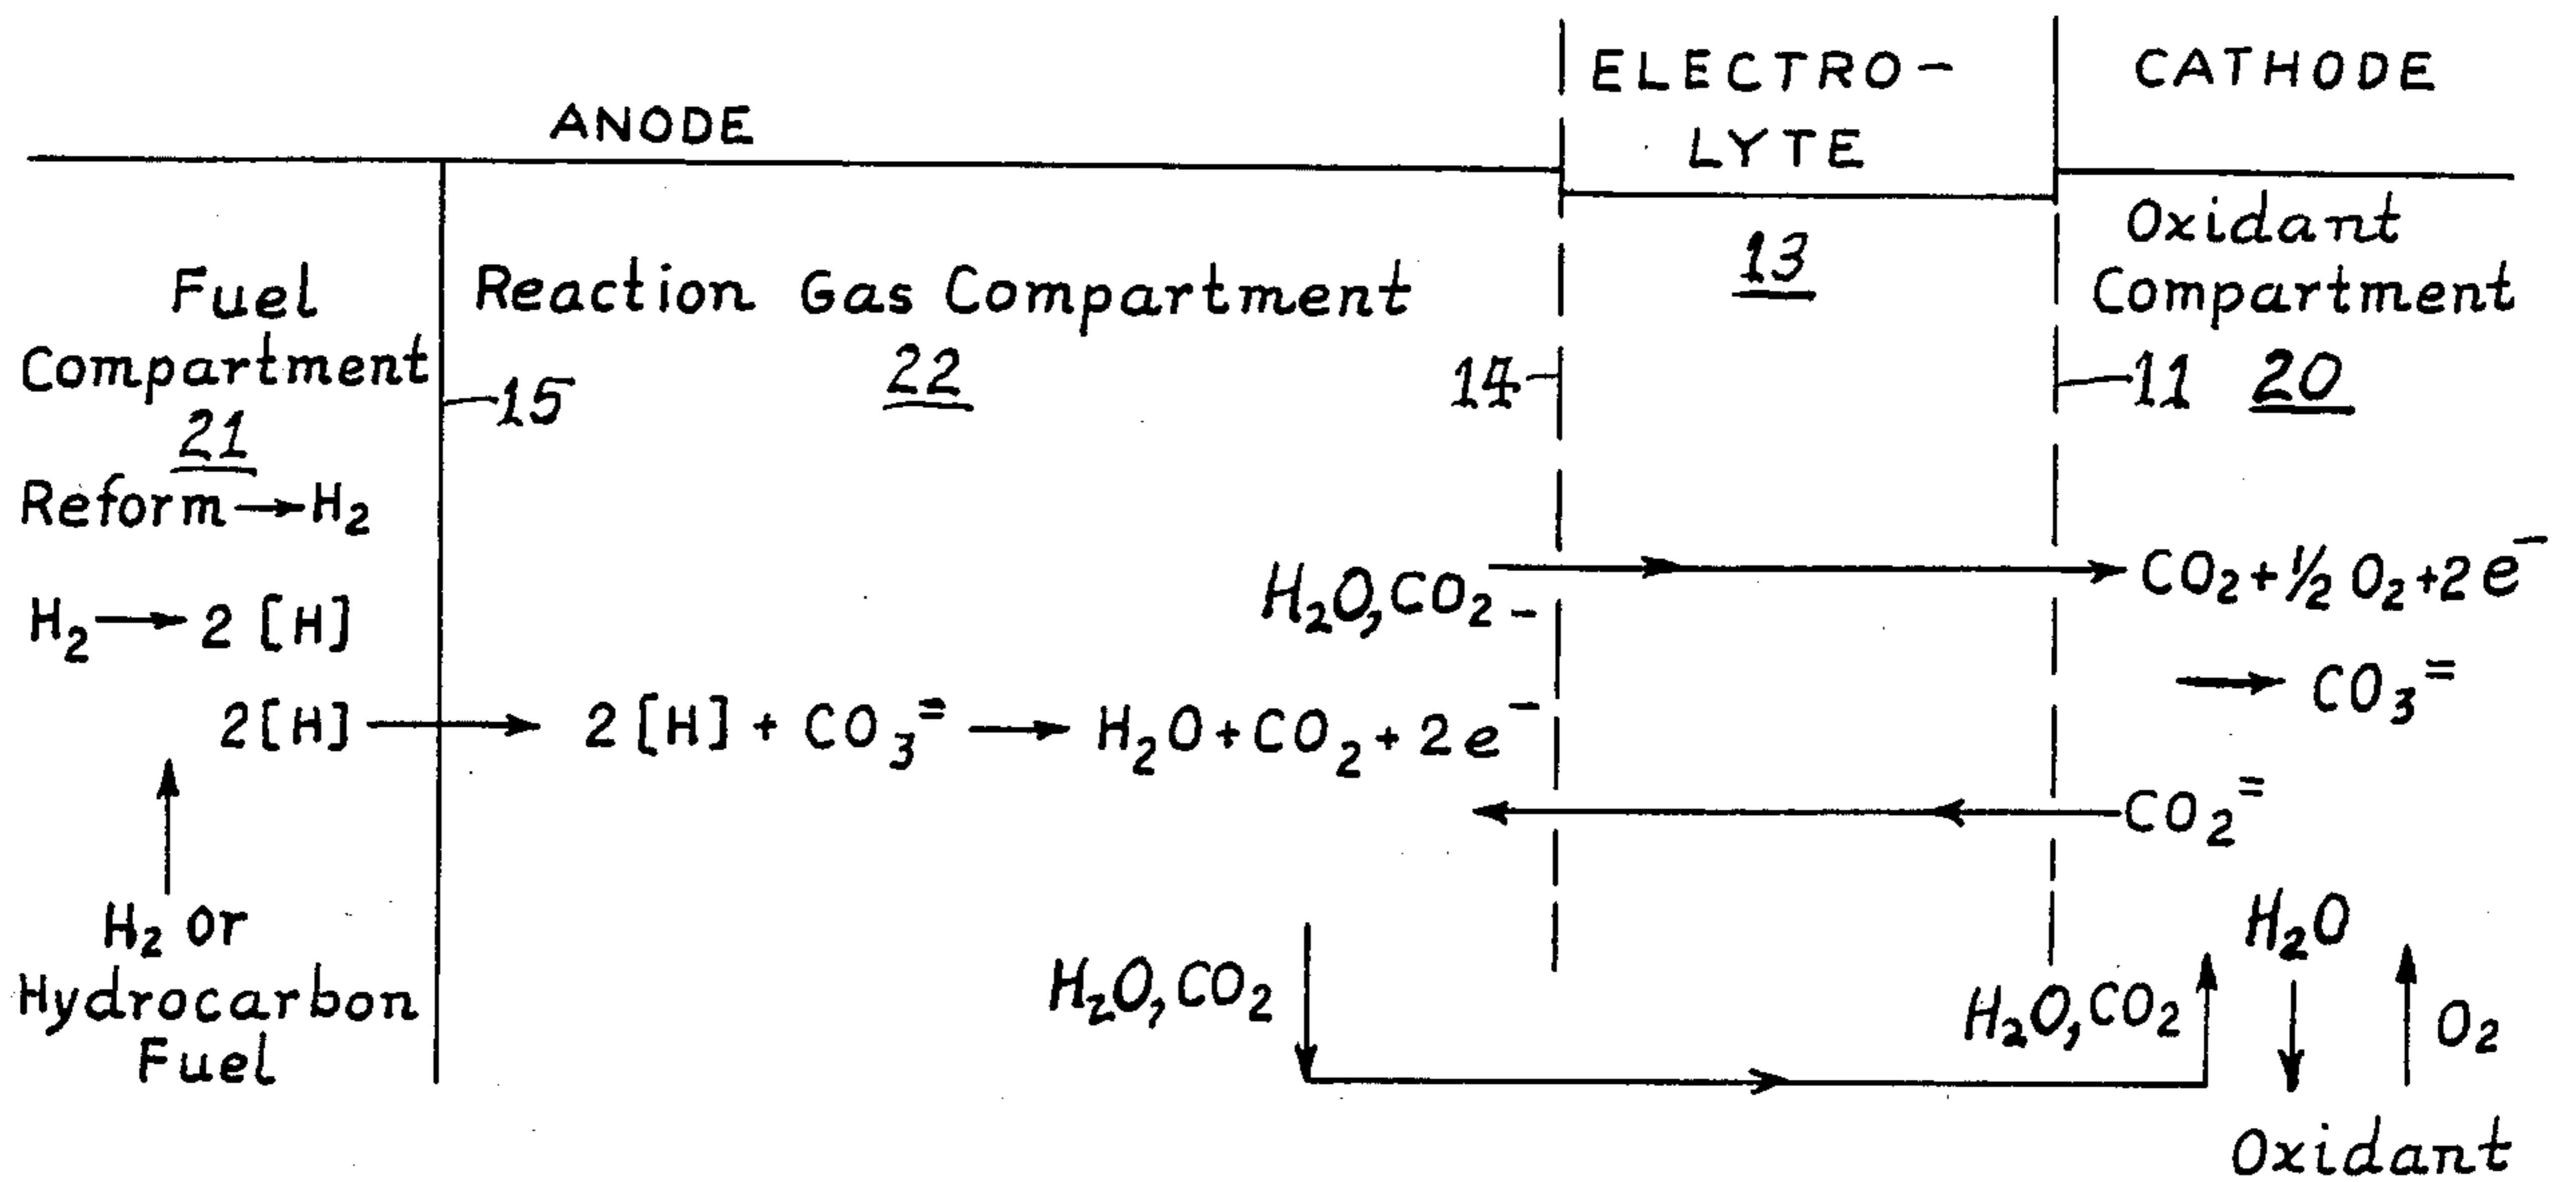 ANODE
ELECTRO-
LYTE
CATHODE
Fuel
Compartment
21
Reform → H₂
H₂ → 2 [H]
2[H] →
H₂ or
Hydrocarbon
Fuel
15
Reaction Gas Compartment
22
2 [H] + CO₃⁼ → H₂O + CO₂ + 2e⁻
H₂O, CO₂
H₂O, CO₂
14
13
11
Oxidant
Compartment
20
CO₂ + ½ O₂ + 2e⁻
→ CO₃⁼
CO₂⁼
H₂O, CO₂
H₂O
O₂
Oxidant